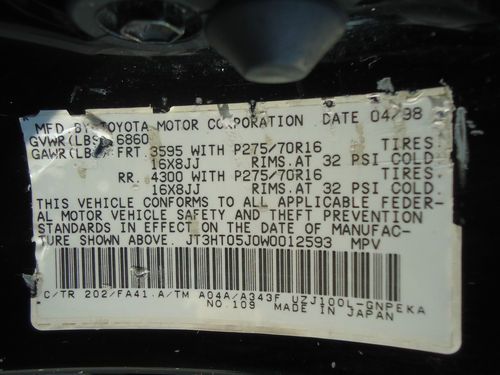 MFD BY TOYOTA MOTOR CORPORATION DATE 04/98
GVWR(LBS) 6860
GAWR(LBS) FRT. 3595 WITH P275/70R16 TIRES
16X8JJ RIMS.AT 32 PSI COLD
RR. 4300 WITH P275/70R16 TIRES
16X8JJ RIMS.AT 32 PSI COLD
THIS VEHICLE CONFORMS TO ALL APPLICABLE FEDER-
AL MOTOR VEHICLE SAFETY AND THEFT PREVENTION
STANDARDS IN EFFECT ON THE DATE OF MANUFAC-
TURE SHOWN ABOVE. JT3HT05J0W0012593 MPV
C/TR 202/FA41 A/TM A04A/A343F UZJ100L-GNPEKA
NO.109 MADE IN JAPAN